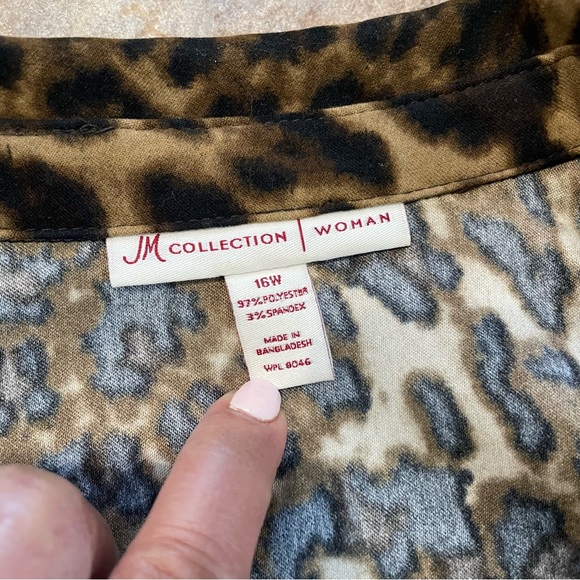 JM COLLECTION | WOMAN
16W
97% POLYESTER
3% SPANDEX
MADE IN
BANGLADESH
WPL 8046